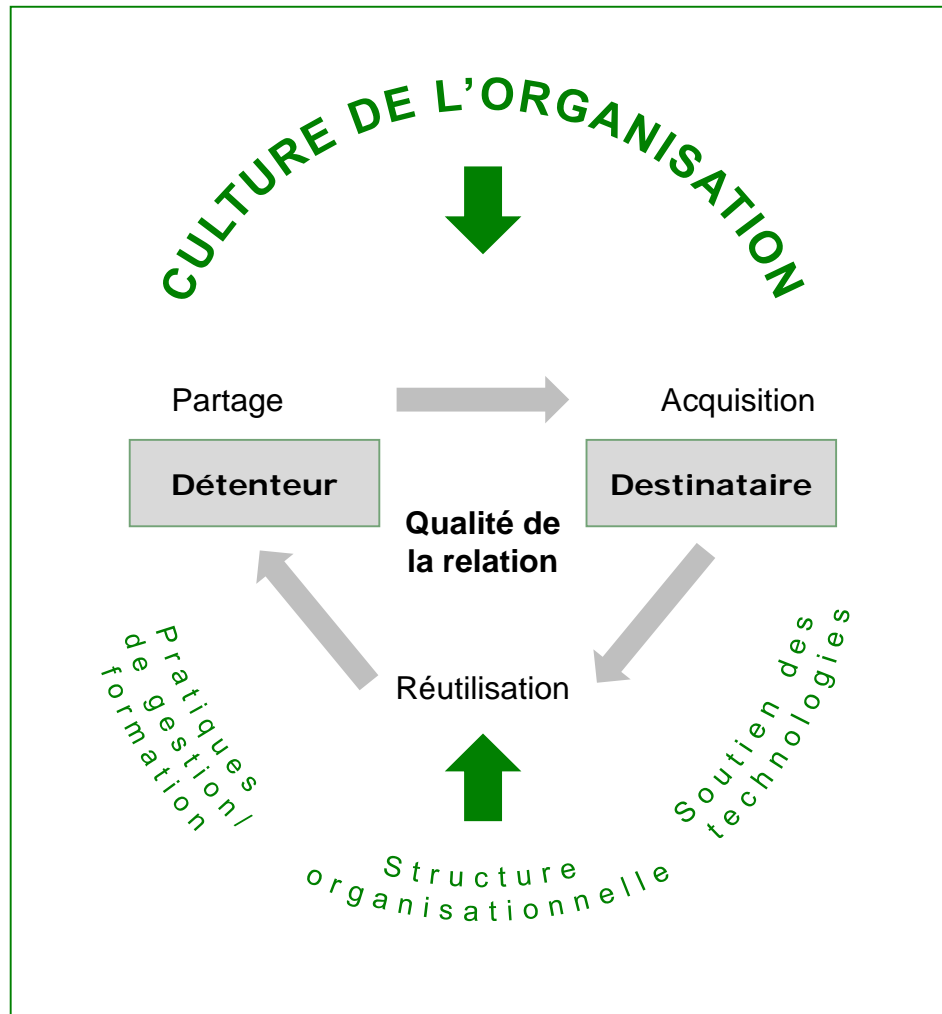 CULTURE DE L’ORGANISATION
Partage
Acquisition
Détenteur
Destinataire
Qualité de
la relation
Réutilisation
Pratiques
de gestion/
formation
Structure
organisationnelle
Soutien des
technologies